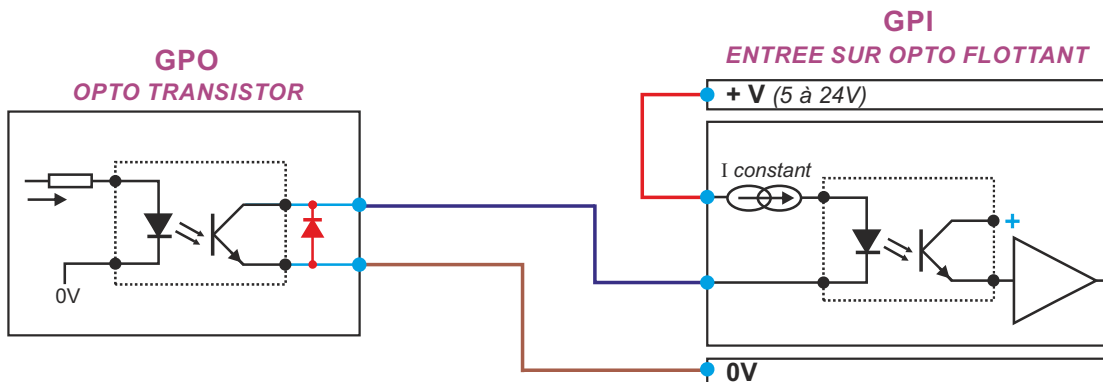 GPO
OPTO TRANSISTOR
0V
GPI
ENTREE SUR OPTO FLOTTANT
+ V (5 à 24V)
I constant
+
0V